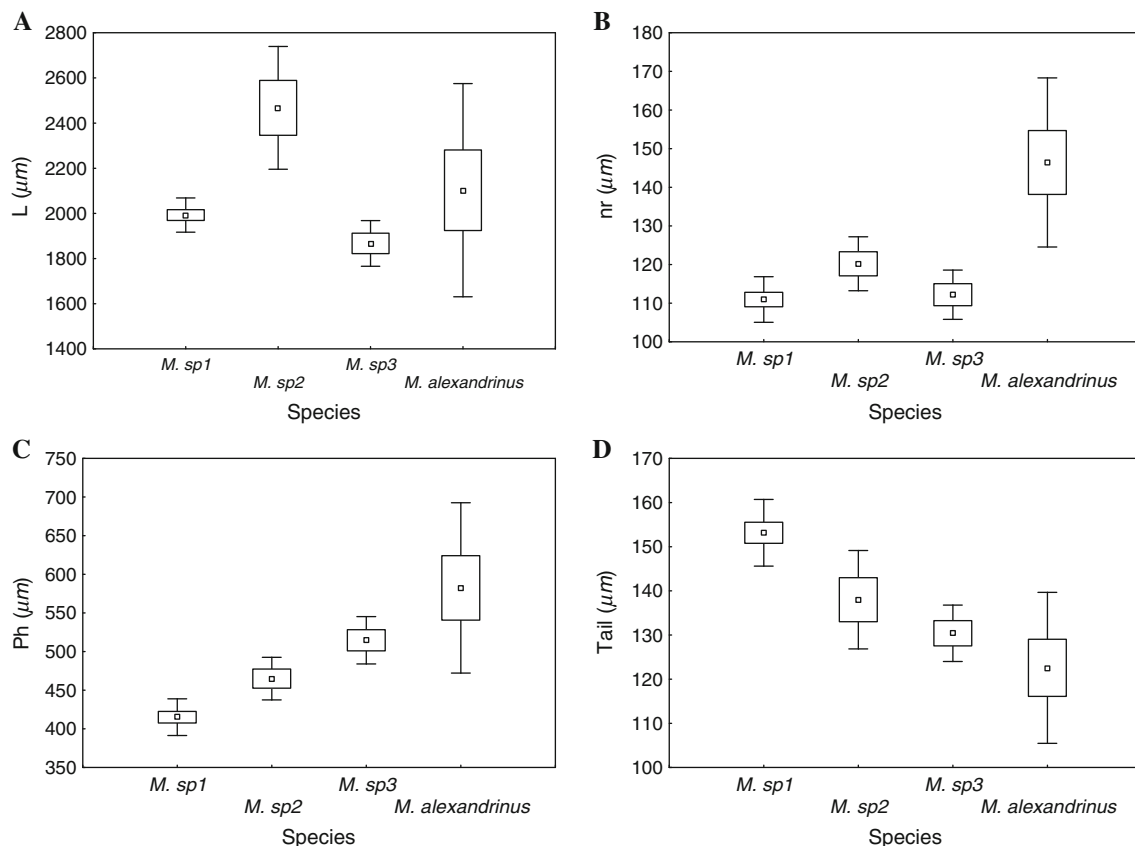 A
L (μm)
2800
2600
2400
2200
2000
1800
1600
1400
M. sp1
M. sp3
M. sp2
M. alexandrinus
Species
B
nr (μm)
180
170
160
150
140
130
120
110
100
M. sp1
M. sp3
M. sp2
M. alexandrinus
Species
C
Ph (μm)
750
700
650
600
550
500
450
400
350
M. sp1
M. sp3
M. sp2
M. alexandrinus
Species
D
Tail (μm)
170
160
150
140
130
120
110
100
M. sp1
M. sp3
M. sp2
M. alexandrinus
Species